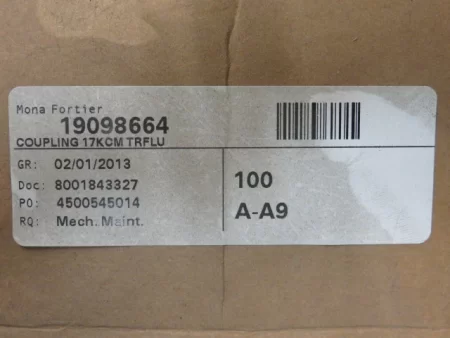 Mona Fortier
19098664
COUPLING 17KCM TRFLU
GR: 02/01/2013
Doc: 8001843327
PO: 4500545014
RQ: Mech. Maint.
100
A-A9